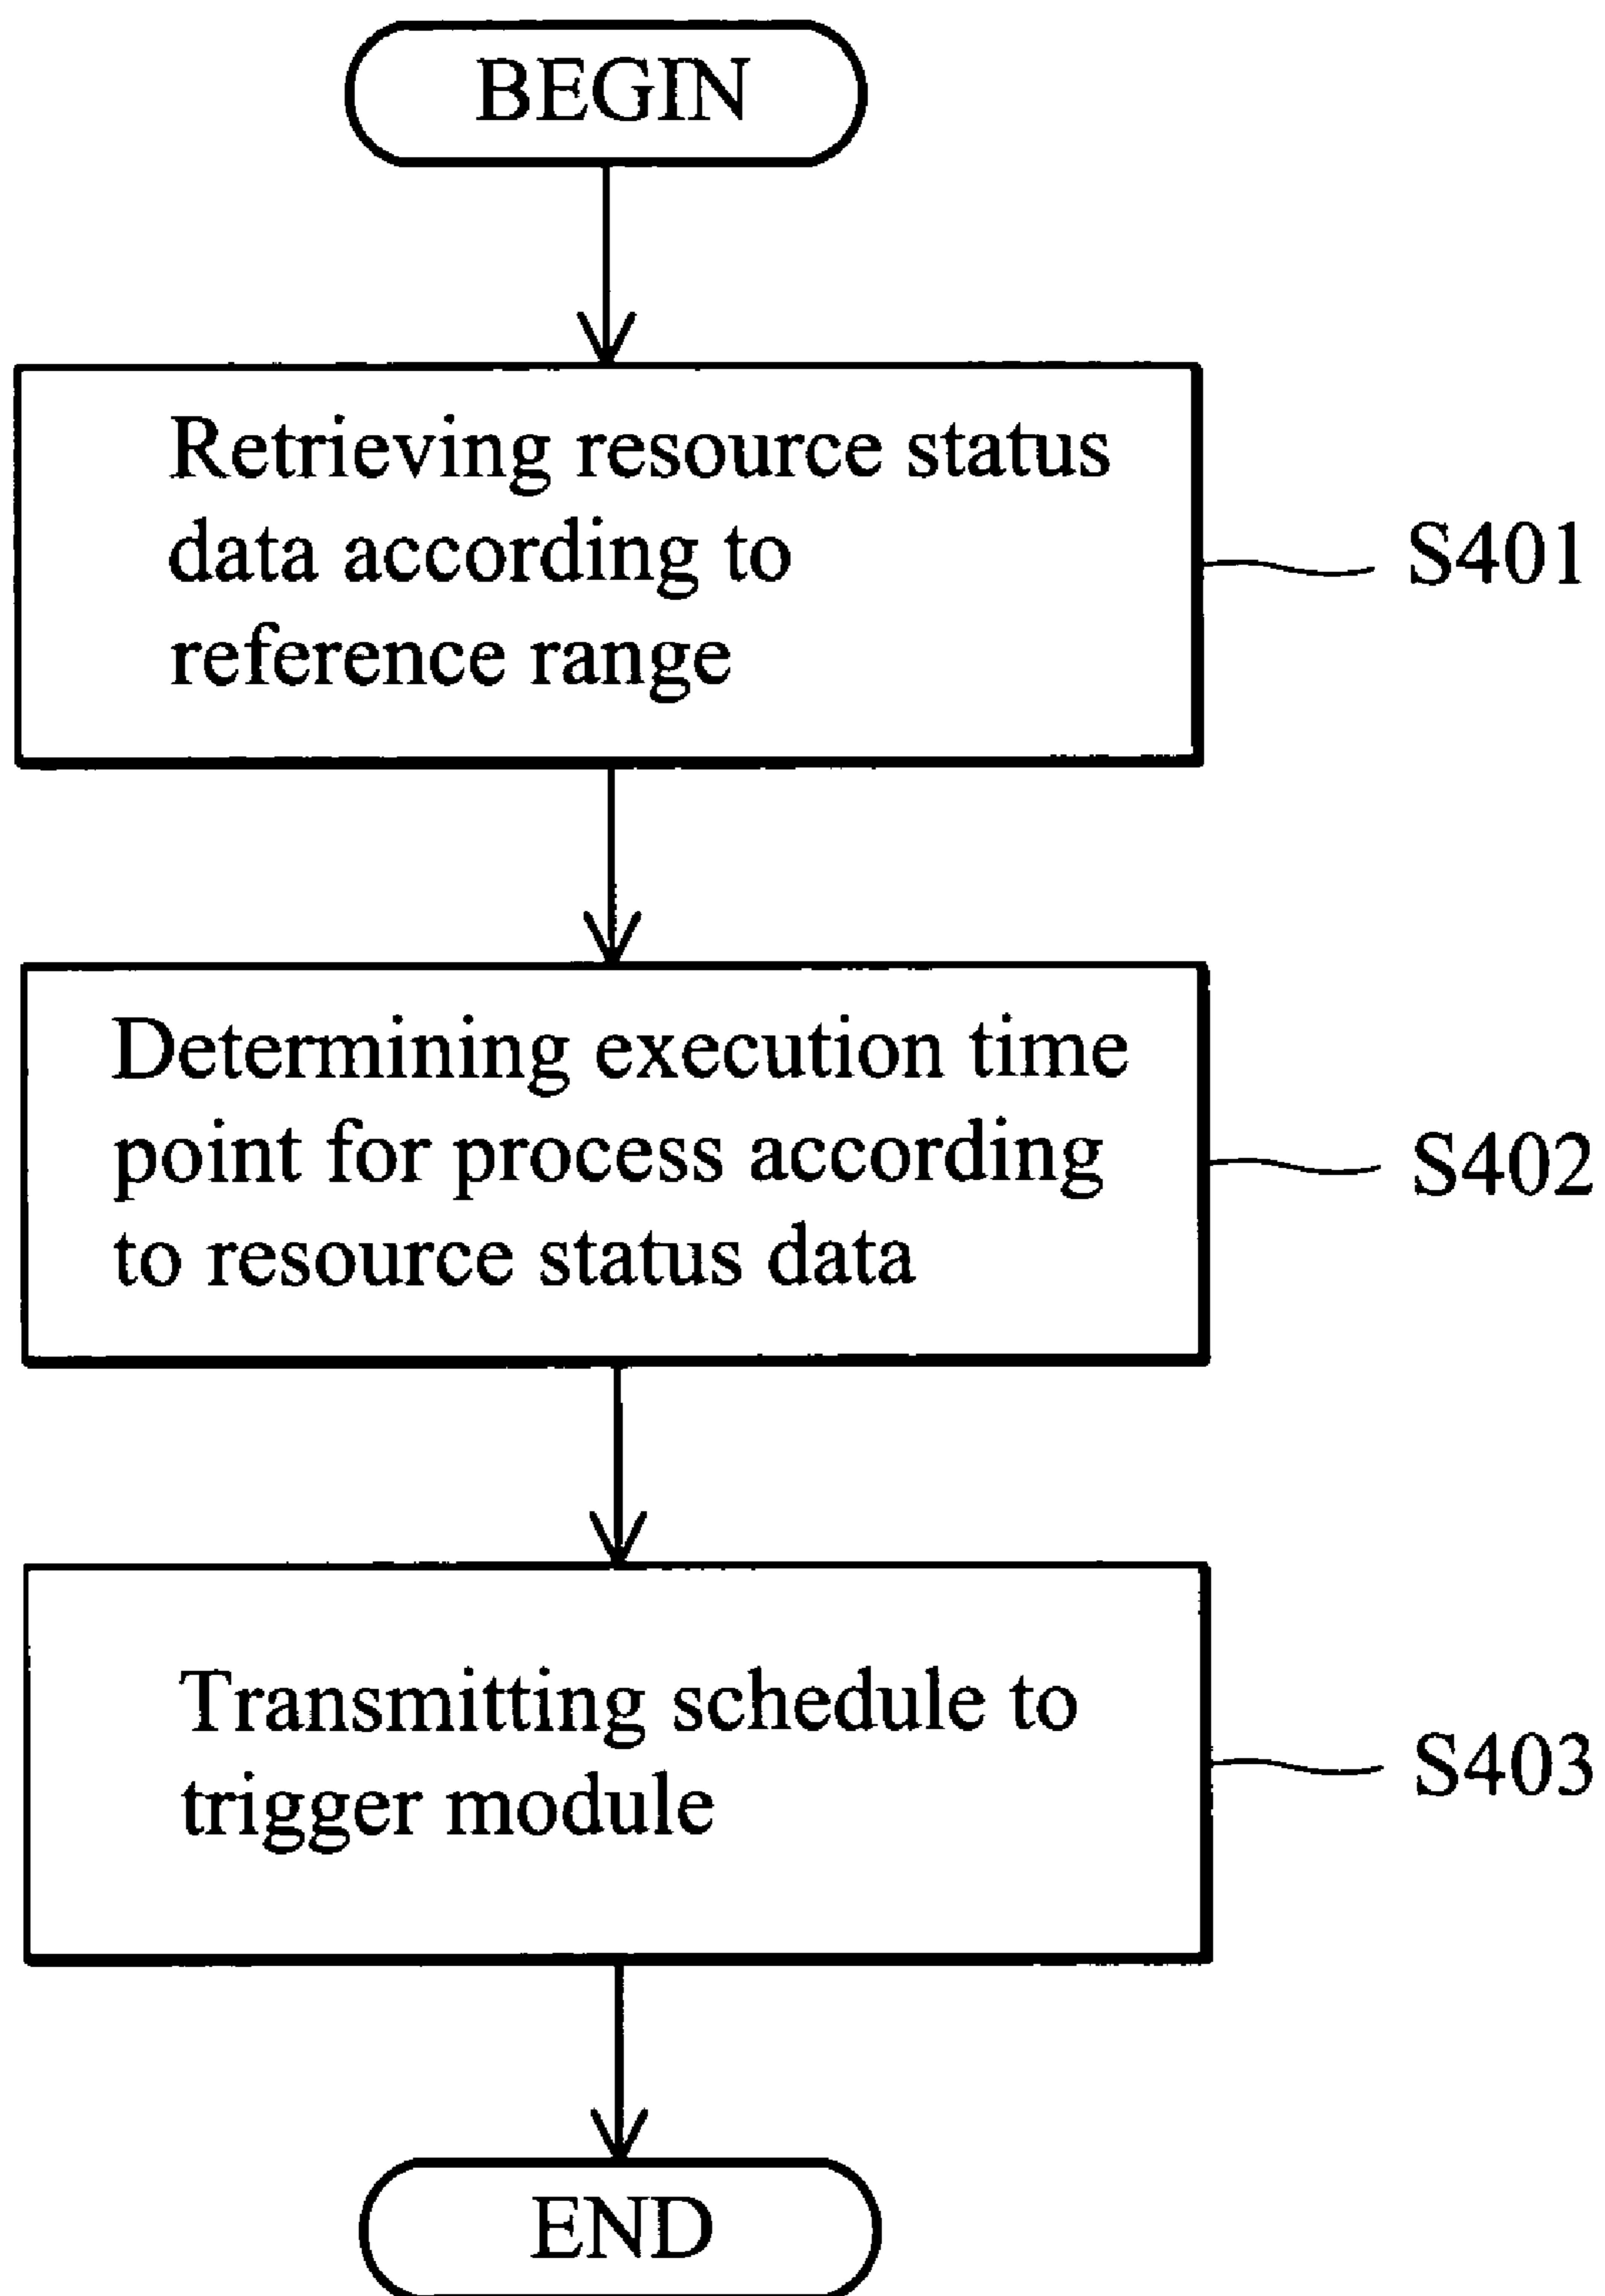 BEGIN
Retrieving resource status
data according to
reference range
S401
Determining execution time
point for process according
to resource status data
S402
Transmitting schedule to
trigger module
S403
END